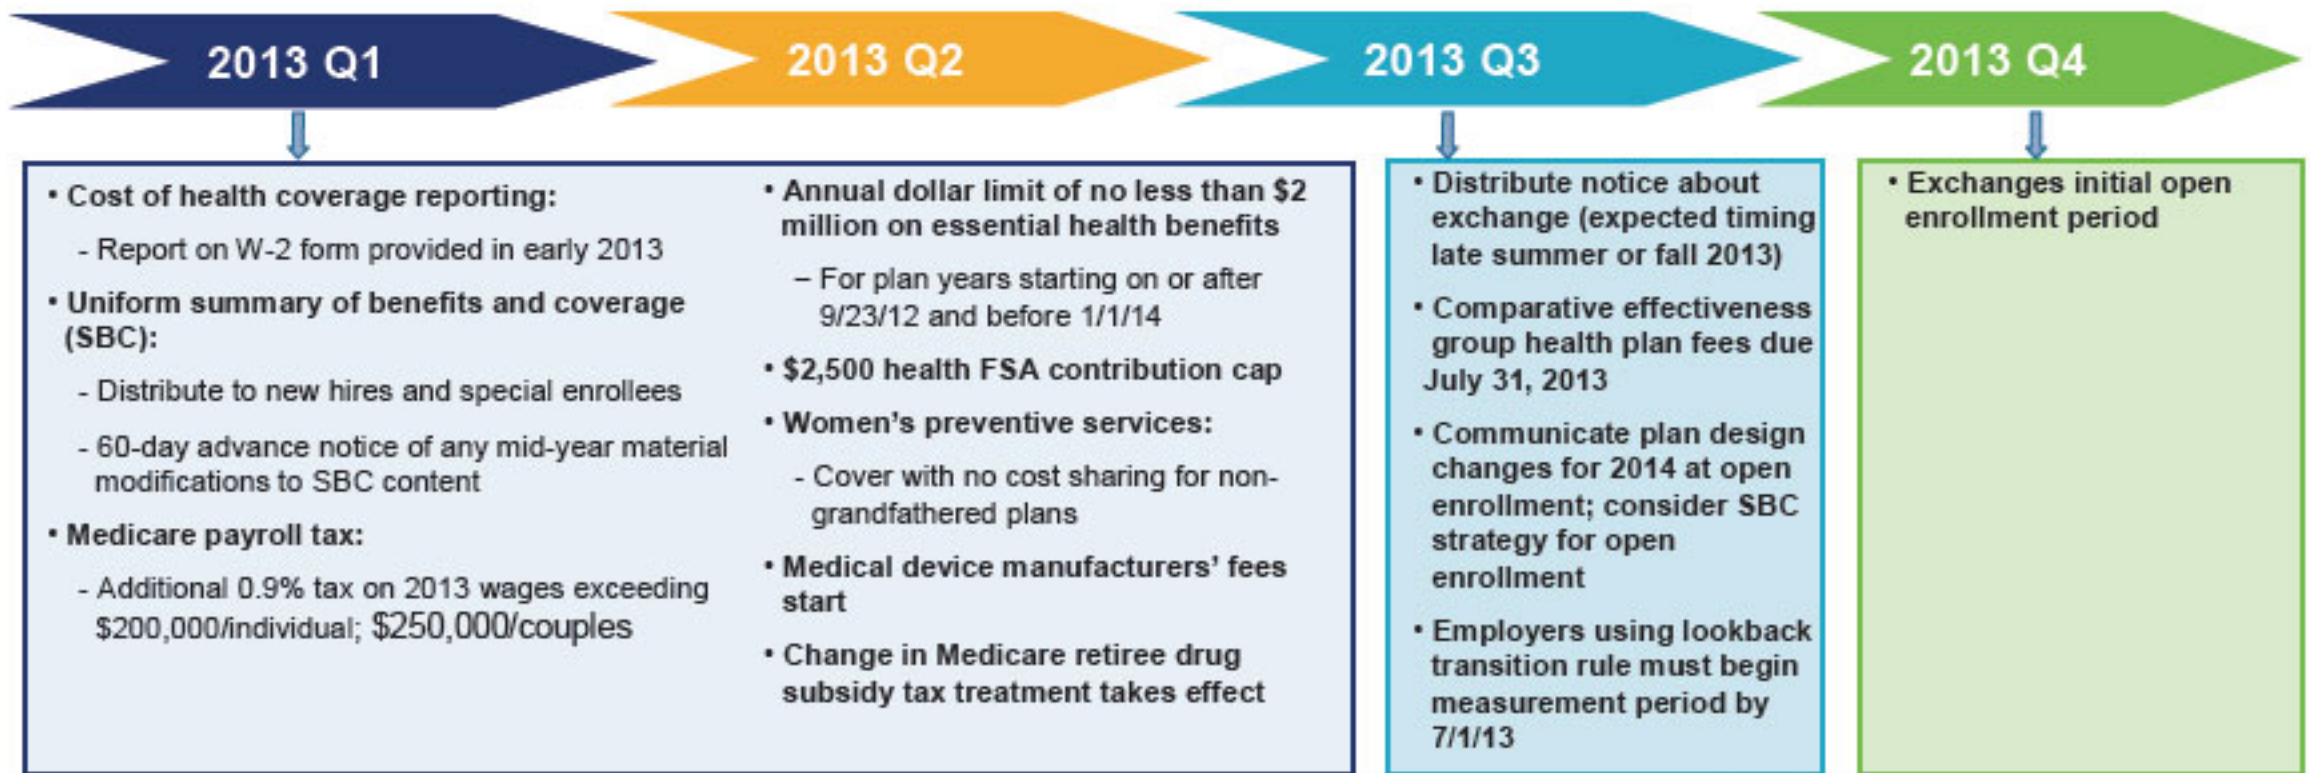 2013 Q1
2013 Q2
2013 Q3
2013 Q4
• Cost of health coverage reporting:
- Report on W-2 form provided in early 2013
• Uniform summary of benefits and coverage
(SBC):
- Distribute to new hires and special enrollees
- 60-day advance notice of any mid-year material
modifications to SBC content
• Medicare payroll tax:
- Additional 0.9% tax on 2013 wages exceeding
$200,000/individual; $250,000/couples
• Annual dollar limit of no less than $2
million on essential health benefits
– For plan years starting on or after
9/23/12 and before 1/1/14
• $2,500 health FSA contribution cap
• Women’s preventive services:
- Cover with no cost sharing for non-
grandfathered plans
• Medical device manufacturers’ fees
start
• Change in Medicare retiree drug
subsidy tax treatment takes effect
• Distribute notice about
exchange (expected timing
late summer or fall 2013)
• Comparative effectiveness
group health plan fees due
July 31, 2013
• Communicate plan design
changes for 2014 at open
enrollment; consider SBC
strategy for open
enrollment
• Employers using lookback
transition rule must begin
measurement period by
7/1/13
• Exchanges initial open
enrollment period